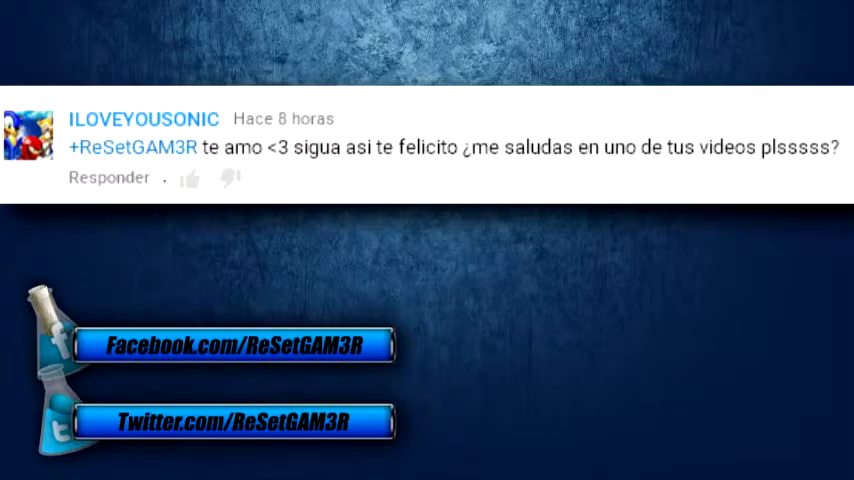 ILOVEYOUSONIC Hace 8 horas
+ReSetGAM3R te amo <3 sigua asi te felicito ¿me saludas en uno de tus videos plsssss?
Responder .
Facebook.com/ReSetGAM3R
Twitter.com/ReSetGAM3R